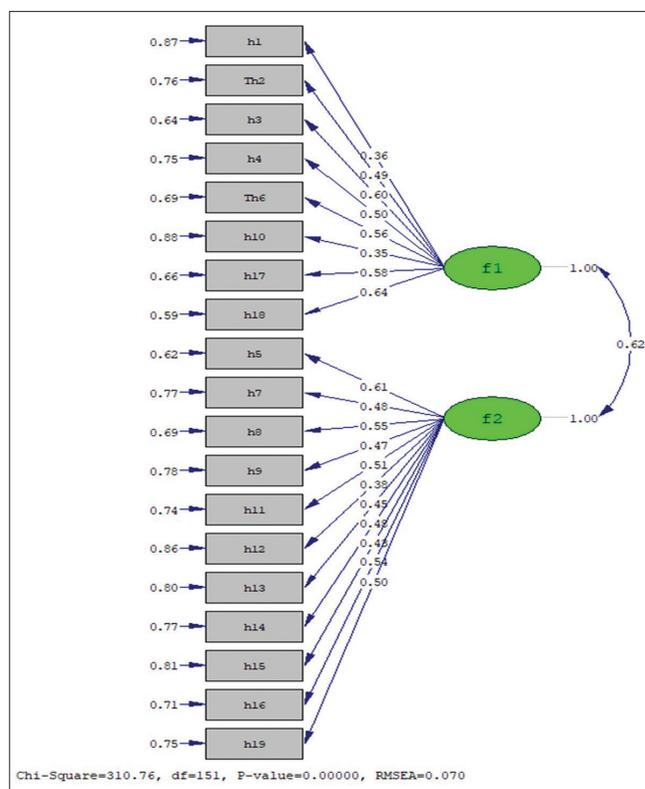 0.87 h1
0.76 Th2
0.64 h3
0.75 h4
0.69 Th6
0.88 h10
0.66 h17
0.59 h18
0.62 h5
0.77 h7
0.69 h8
0.78 h9
0.74 h11
0.86 h12
0.80 h13
0.77 h14
0.81 h15
0.71 h16
0.75 h19
0.36
0.49
0.60
0.50
0.56
0.35
0.58
0.64
0.61
0.48
0.55
0.47
0.51
0.38
0.45
0.48
0.43
0.54
0.50
f1 1.00
0.62
f2 1.00
Chi-Square=310.76, df=151, P-value=0.00000, RMSEA=0.070